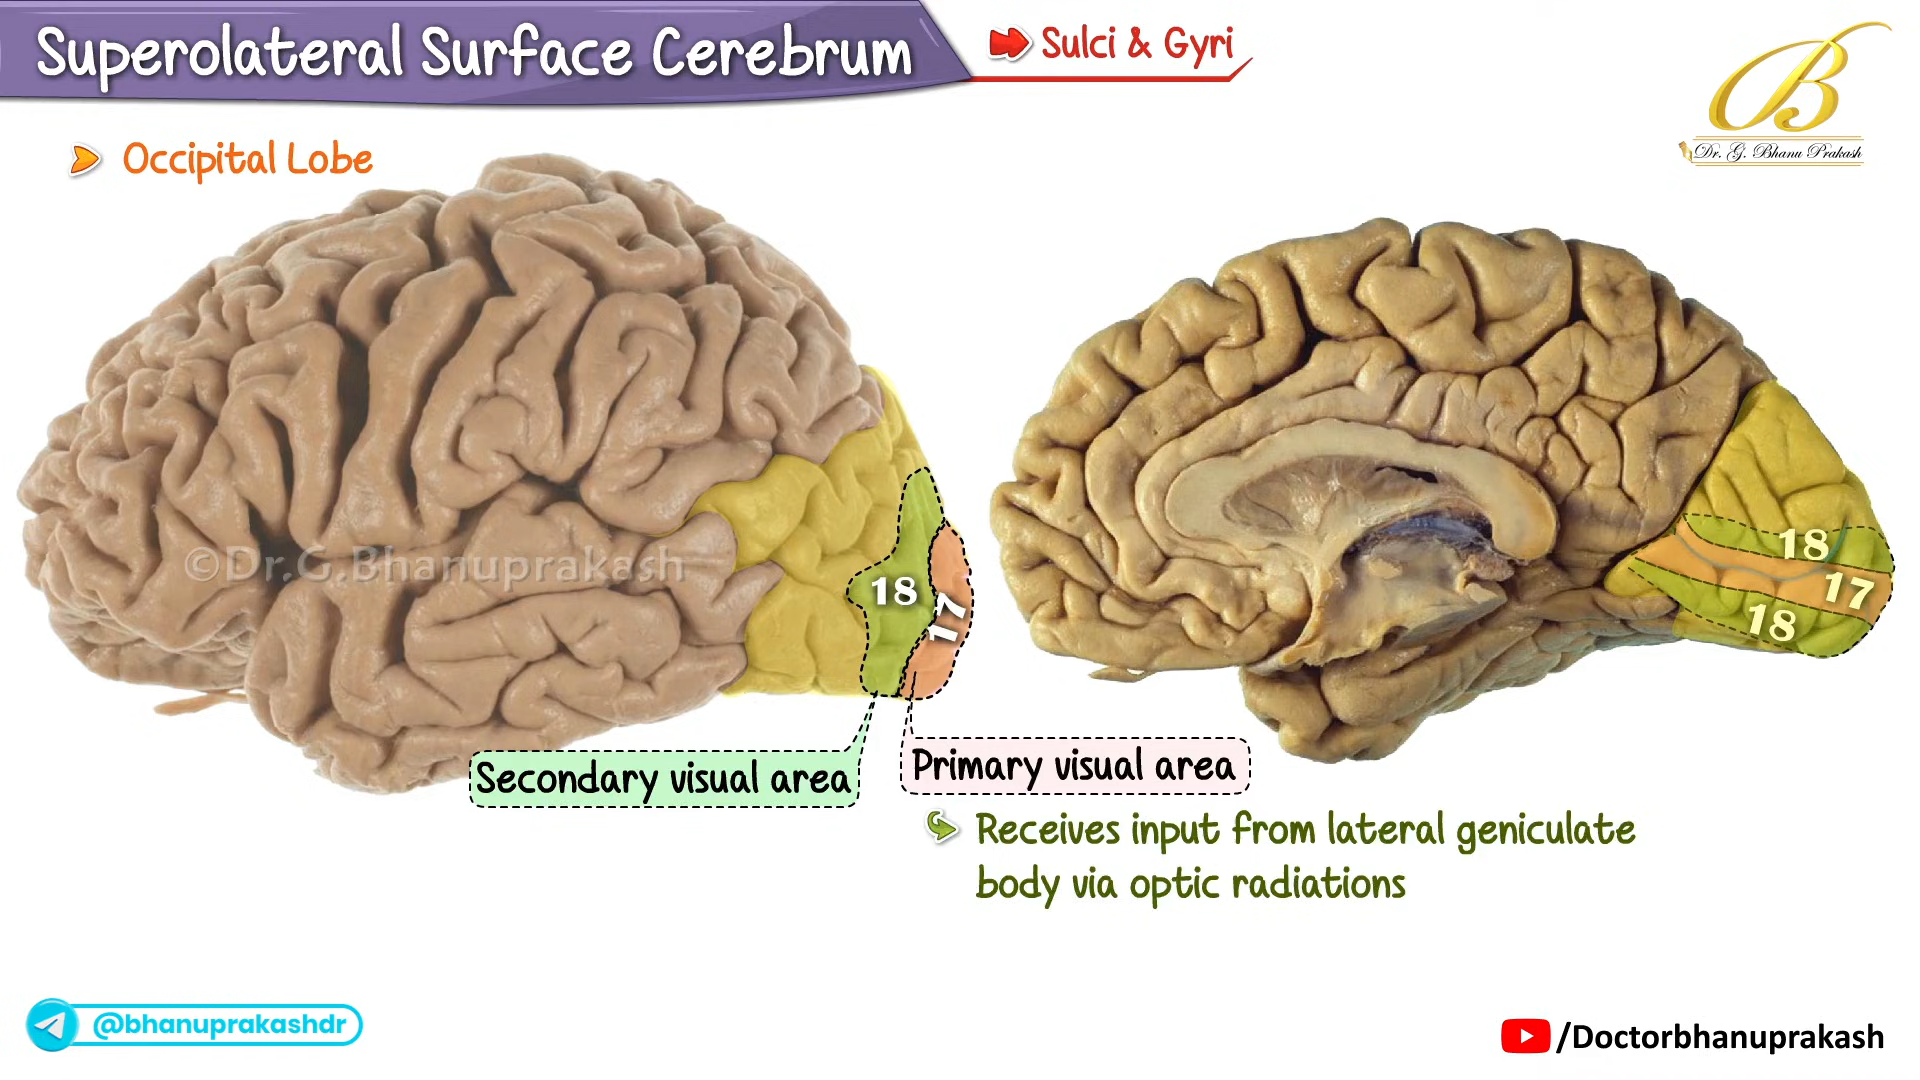 Superolateral Surface Cerebrum
Sulci & Gyri
B
Dr. G. Bhanu Prakash
Occipital Lobe
©Dr.G.Bhanuprakash
18
17
18
17
18
Secondary visual area
Primary visual area
Receives input from lateral geniculate
body via optic radiations
@bhanuprakashdr
/Doctorbhanuprakash